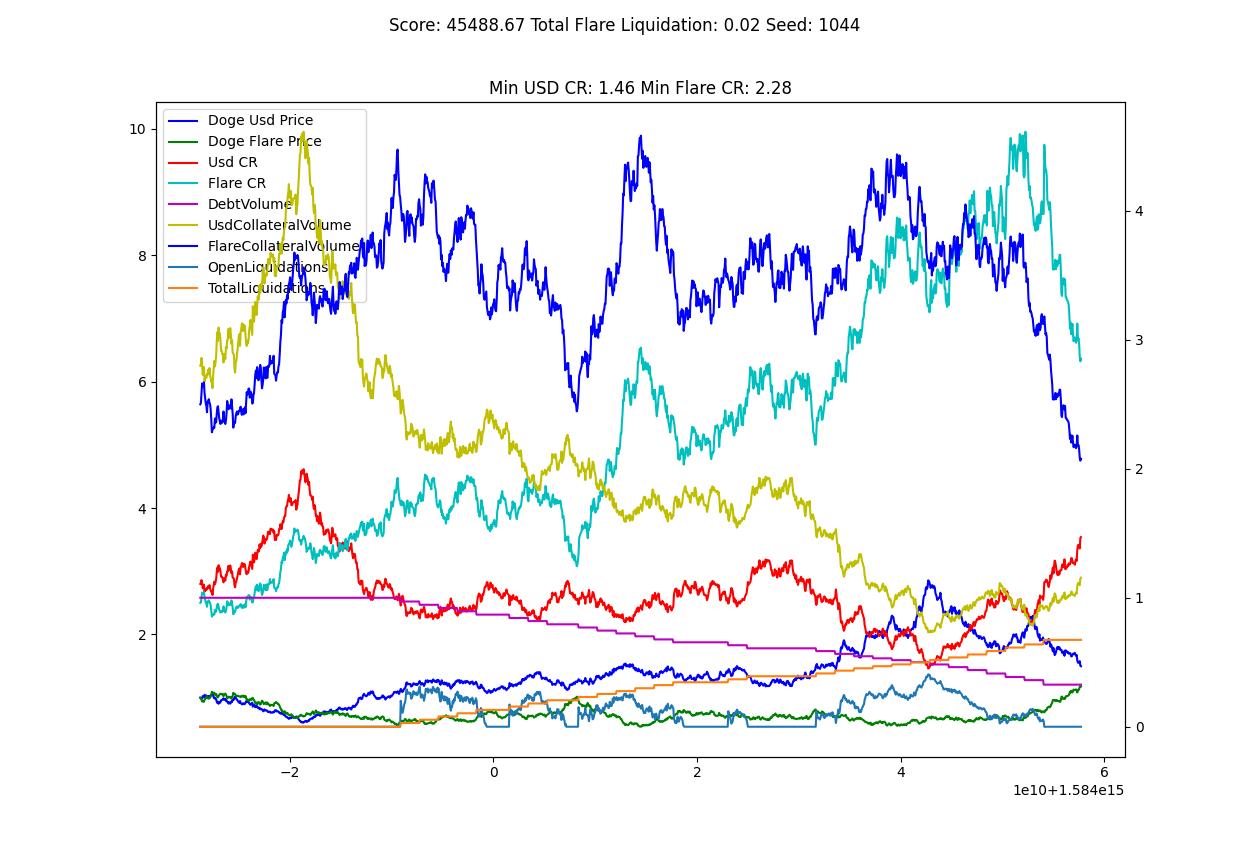 Score: 45488.67 Total Flare Liquidation: 0.02 Seed: 1044
Min USD CR: 1.46 Min Flare CR: 2.28
Doge Usd Price
Doge Flare Price
Usd CR
Flare CR
DebtVolume
UsdCollateralVolume
FlareCollateralVolume
OpenLiquidations
TotalLiquidations
10
8
6
4
2
4
3
2
1
0
−2
0
2
4
6
1e10+1.584e15